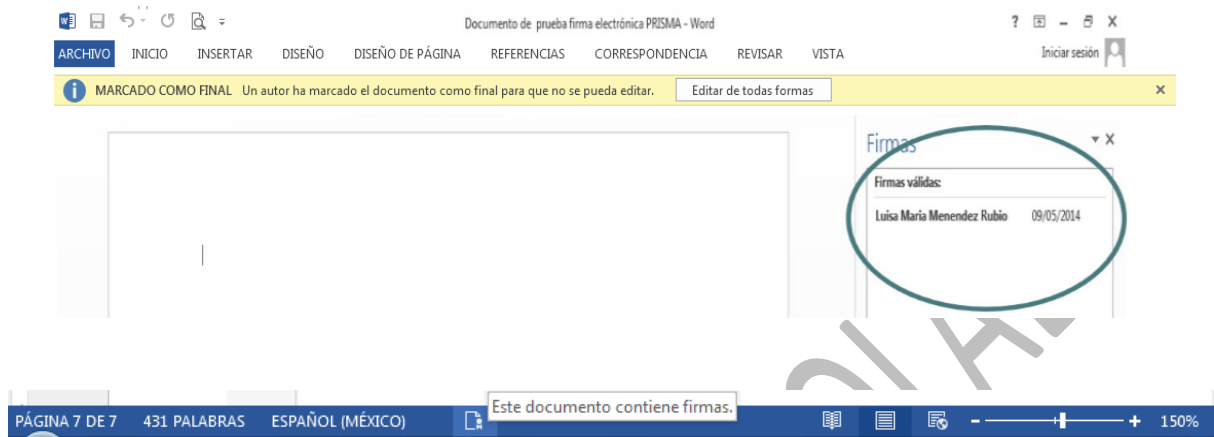 Documento de prueba firma electrónica PRISMA - Word
ARCHIVO INICIO INSERTAR DISEÑO DISEÑO DE PÁGINA REFERENCIAS CORRESPONDENCIA REVISAR VISTA Iniciar sesión
MARCADO COMO FINAL Un autor ha marcado el documento como final para que no se pueda editar. Editar de todas formas
Firmas
Firmas válidas:
Luisa Maria Menendez Rubio 09/05/2014
Este documento contiene firmas.
PÁGINA 7 DE 7 431 PALABRAS ESPAÑOL (MÉXICO) 150%